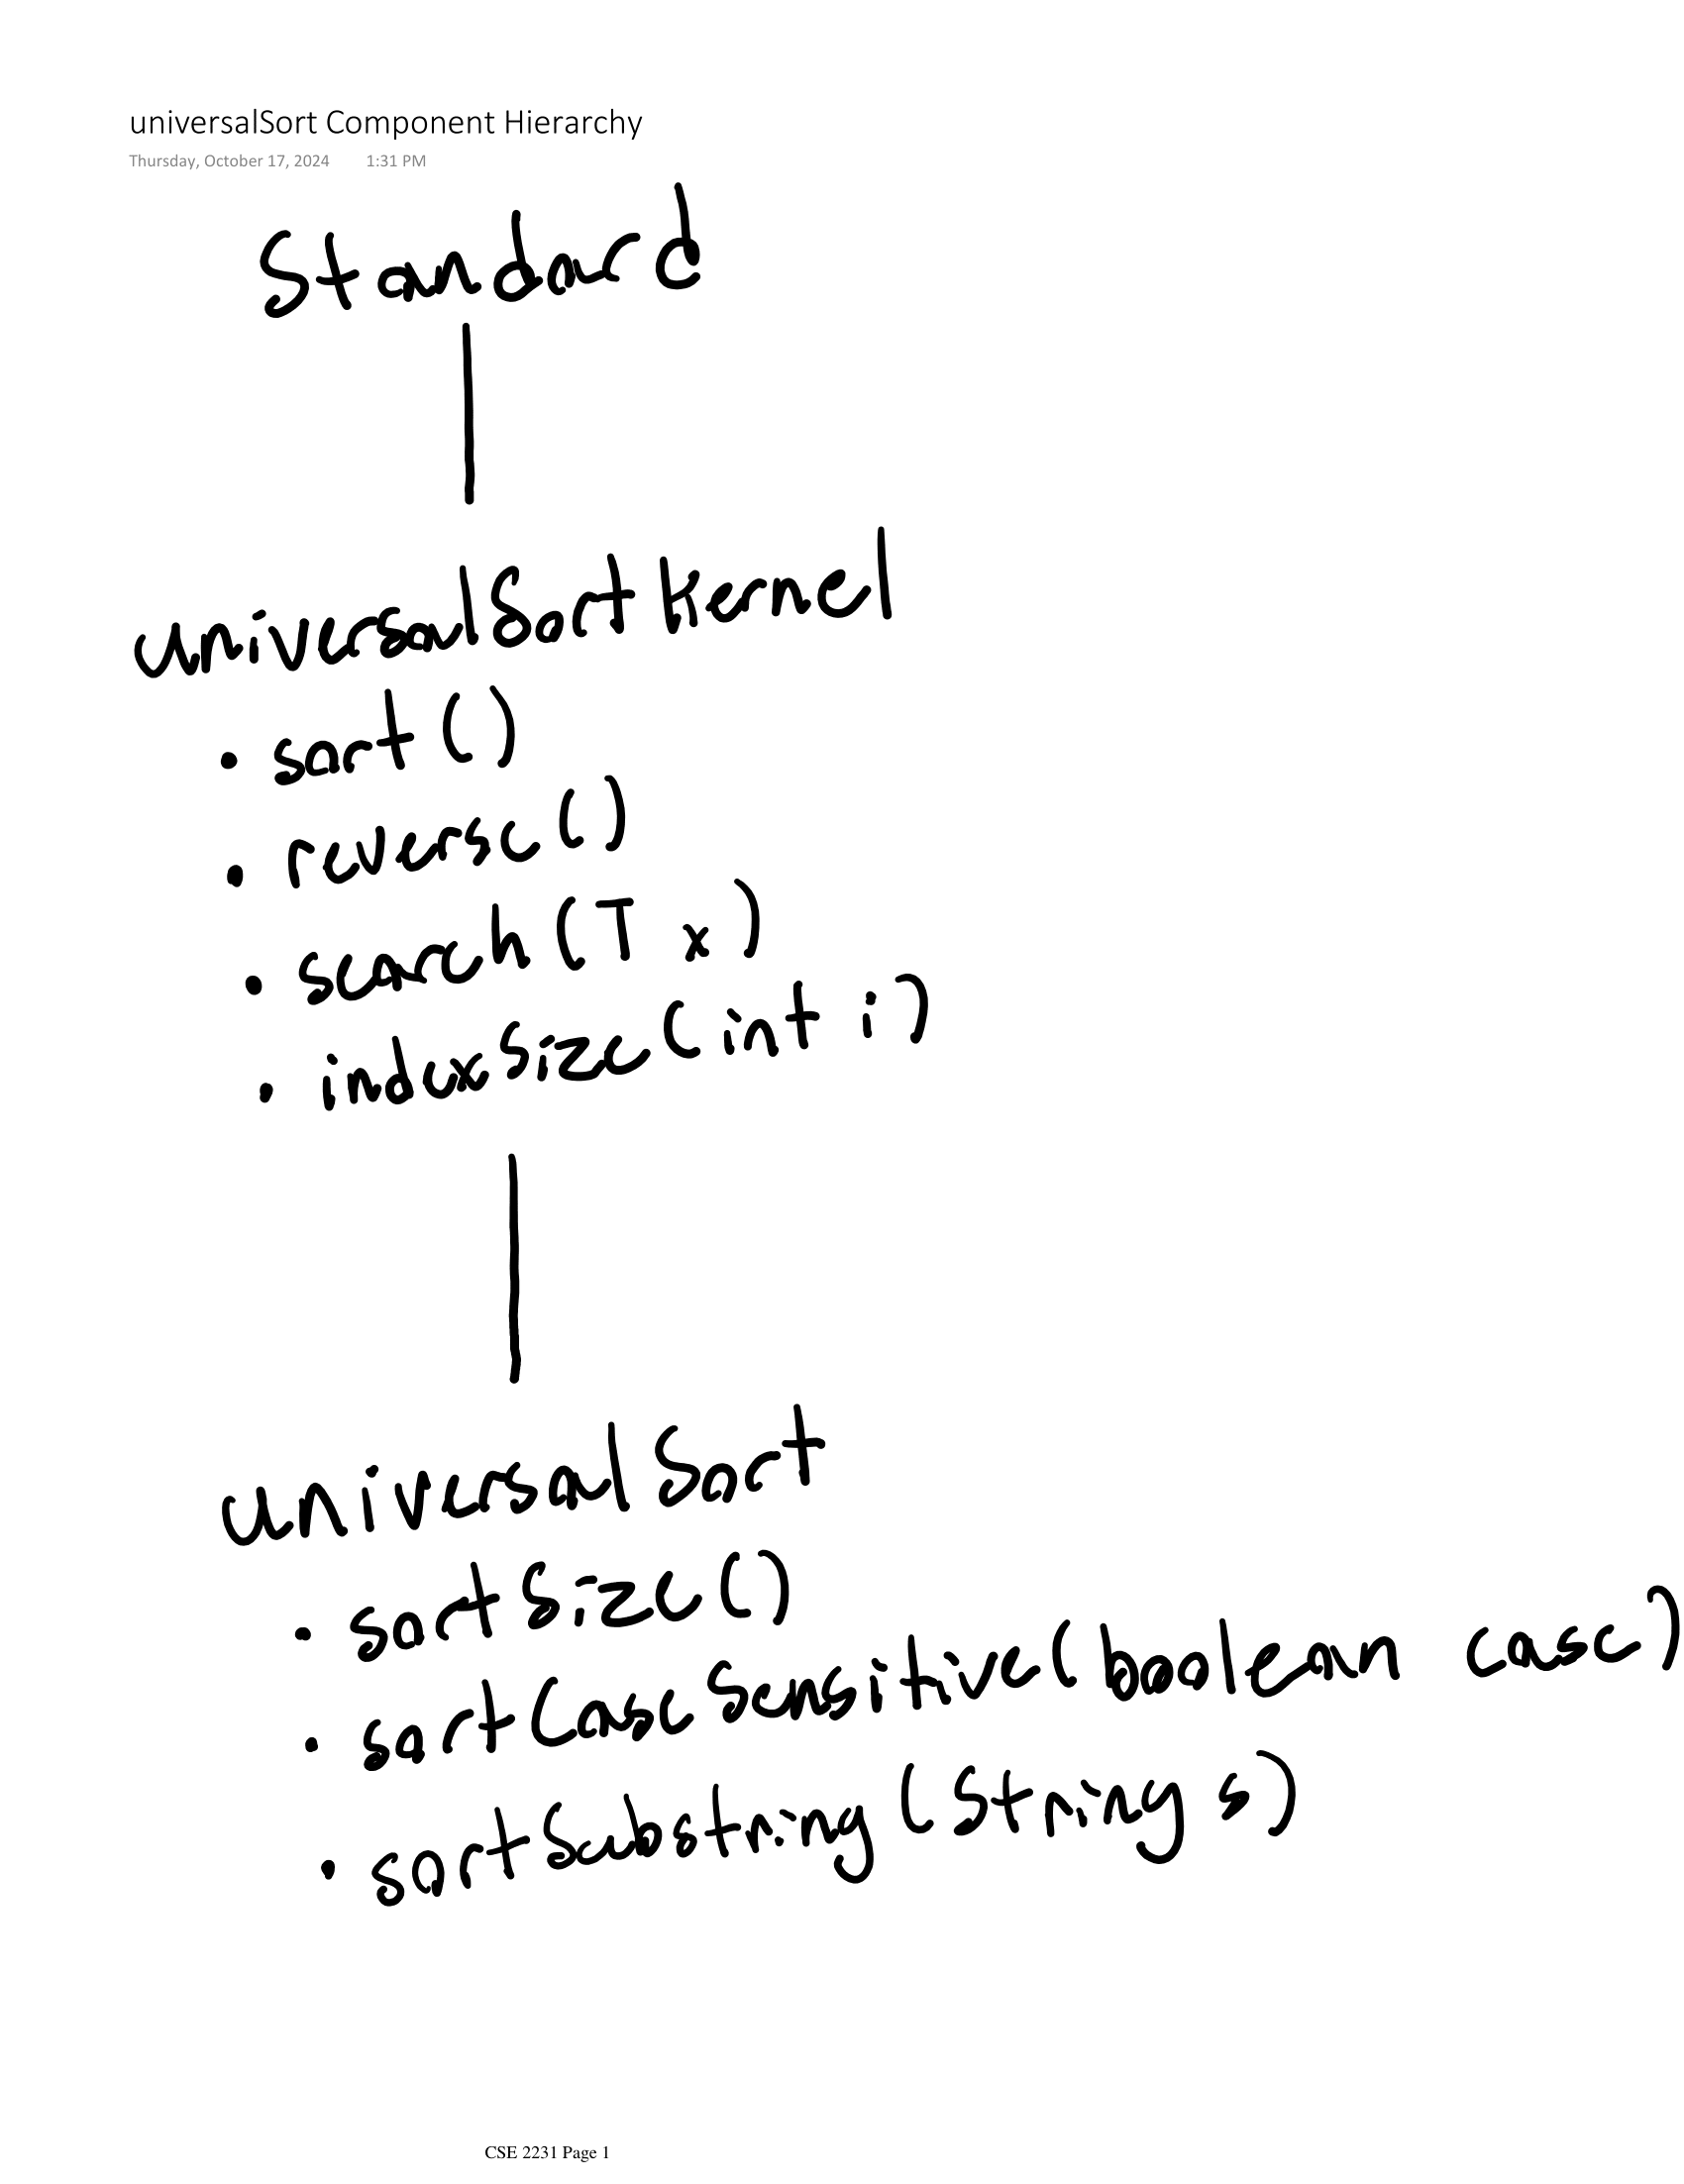 universalSort Component Hierarchy
Thursday, October 17, 2024 1:31 PM
Standard
universalSortKernel
• sort()
• reverse()
• search(T x)
• indexSize(int i)
universalSort
• sortSize()
• sortCaseSensitive(boolean case)
• sortSubstring(String s)
CSE 2231 Page 1